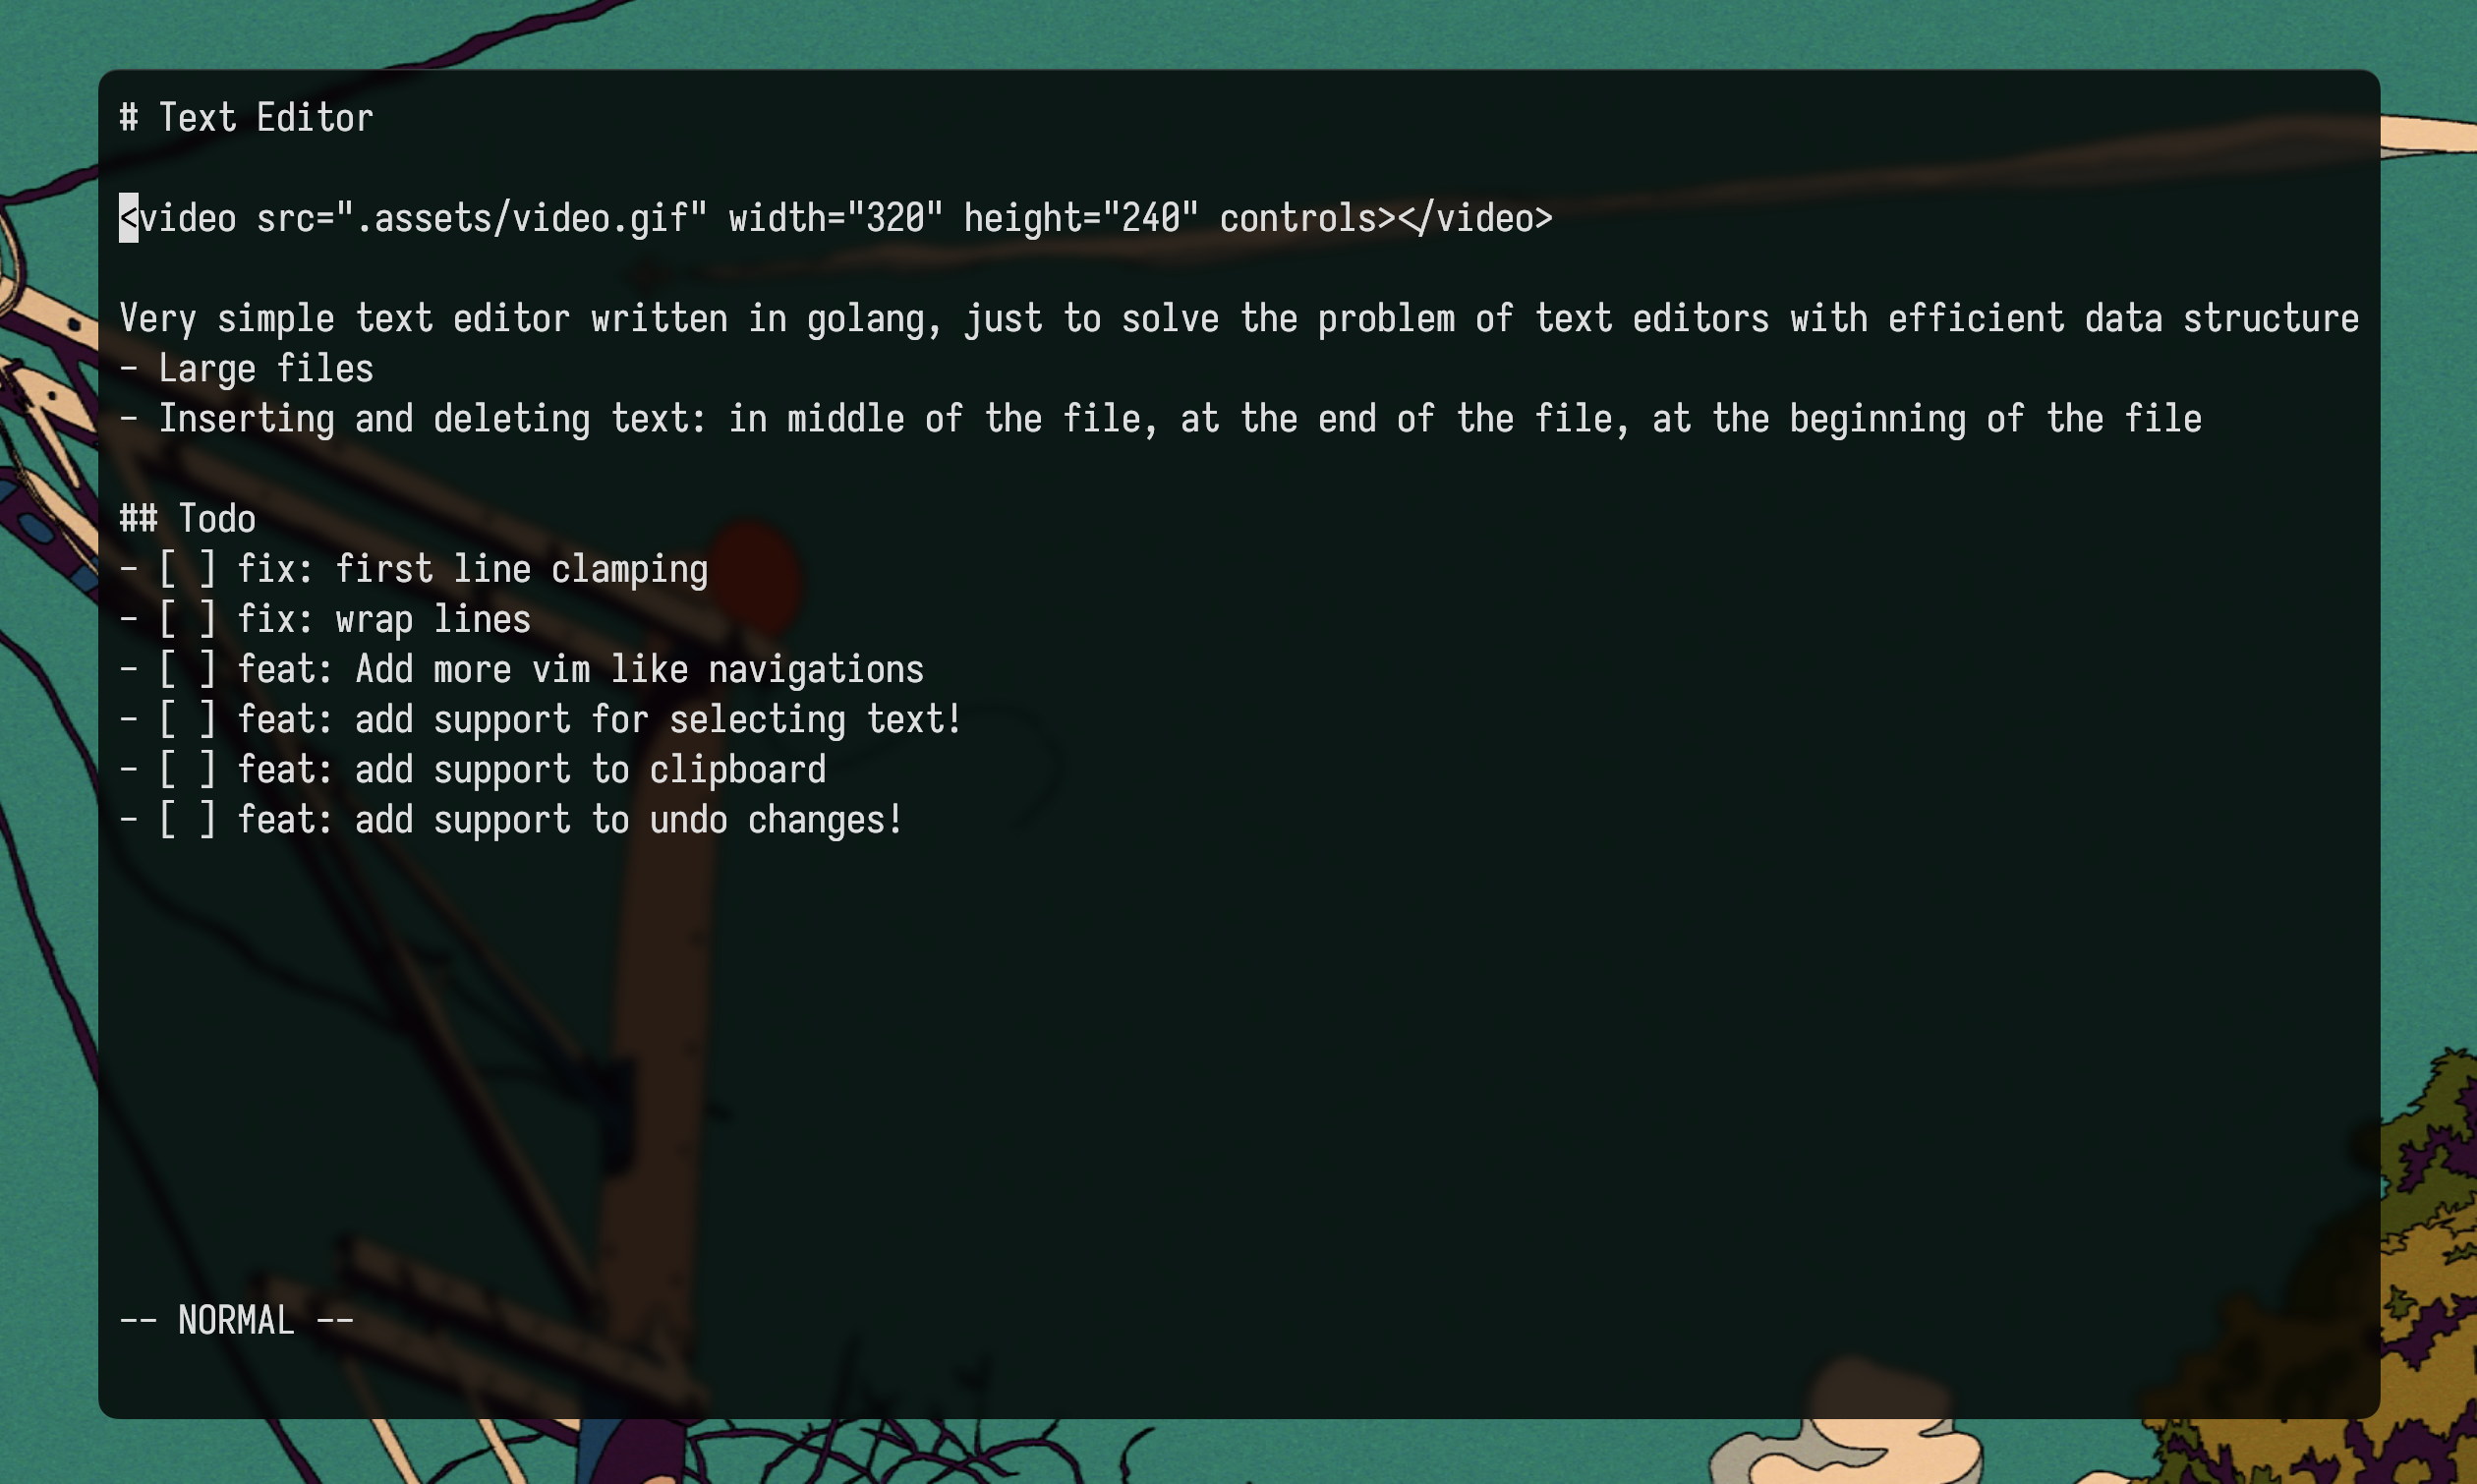 # Text Editor
<video src=".assets/video.gif" width="320" height="240" controls></video>
Very simple text editor written in golang, just to solve the problem of text editors with efficient data structure
- Large files
- Inserting and deleting text: in middle of the file, at the end of the file, at the beginning of the file
## Todo
- [ ] fix: first line clamping
- [ ] fix: wrap lines
- [ ] feat: Add more vim like navigations
- [ ] feat: add support for selecting text!
- [ ] feat: add support to clipboard
- [ ] feat: add support to undo changes!
-- NORMAL --